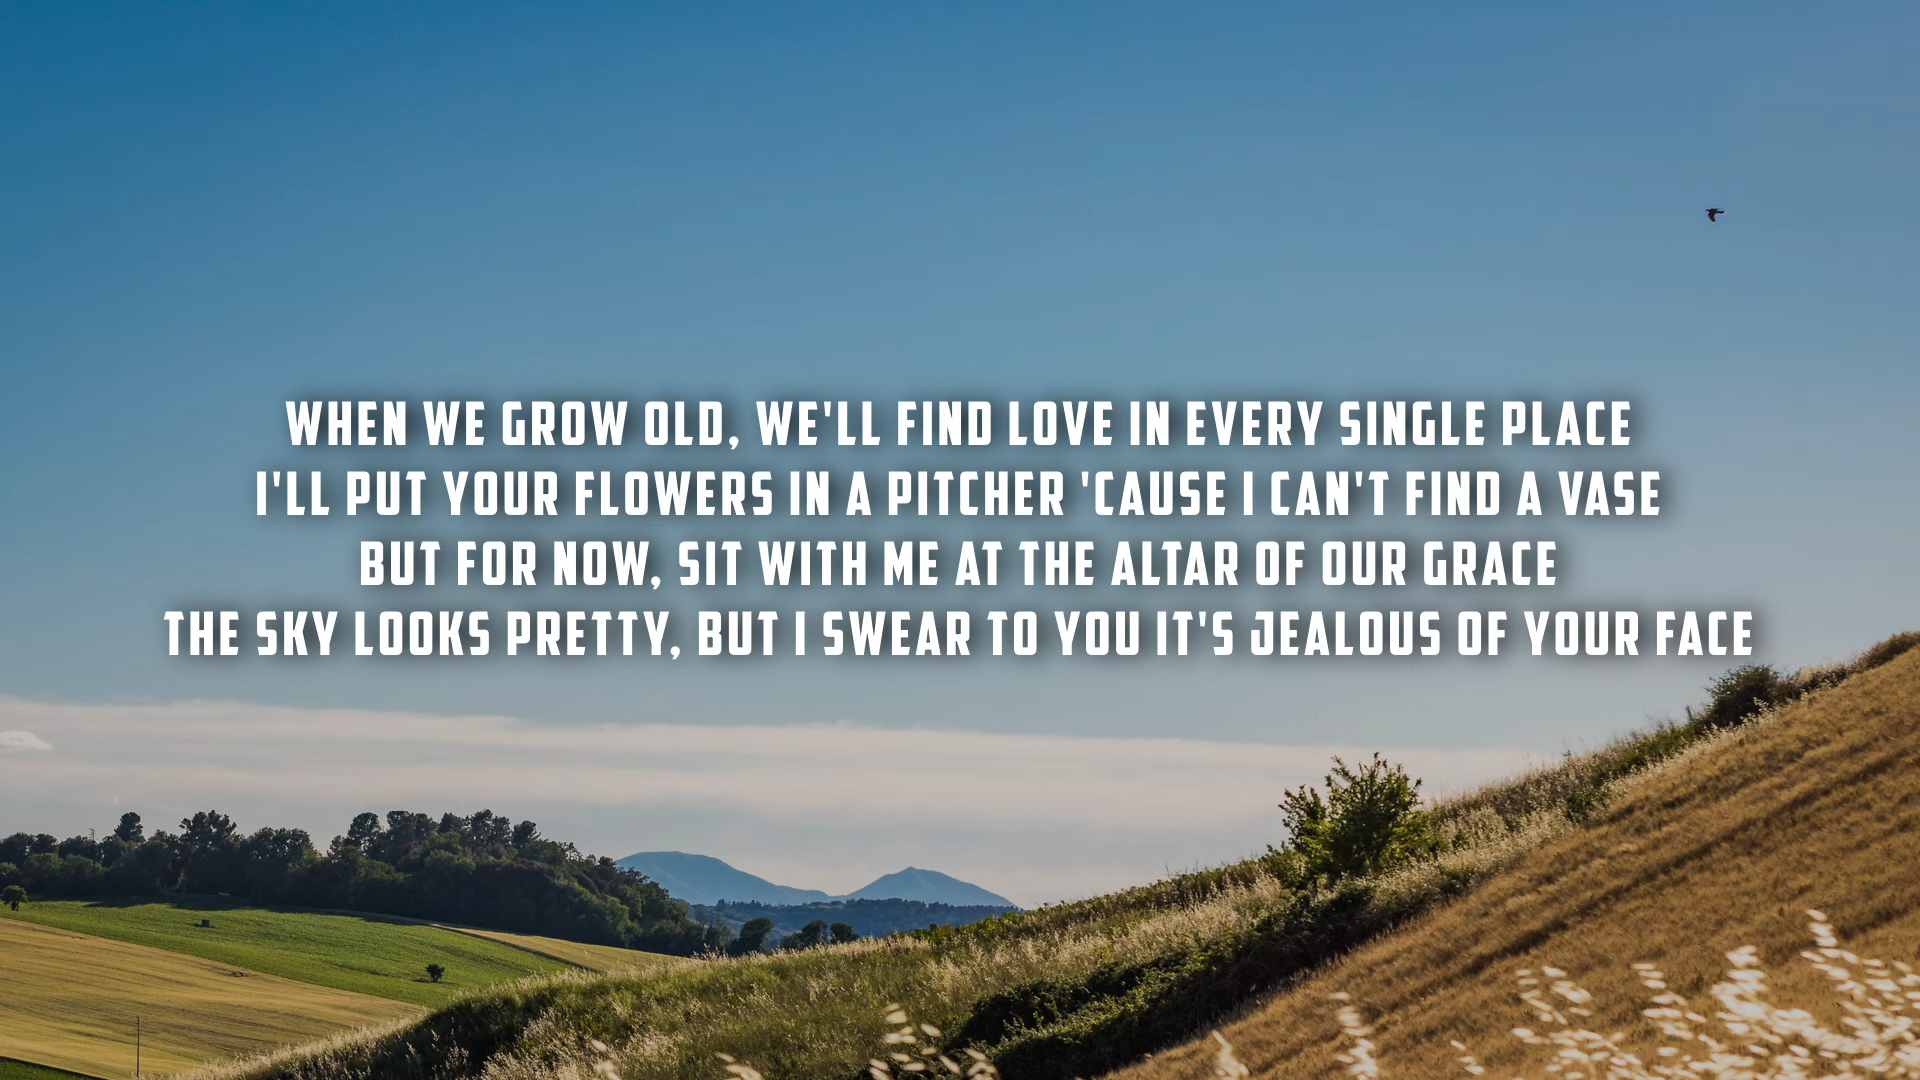 WHEN WE GROW OLD, WE'LL FIND LOVE IN EVERY SINGLE PLACE
I'LL PUT YOUR FLOWERS IN A PITCHER 'CAUSE I CAN'T FIND A VASE
BUT FOR NOW, SIT WITH ME AT THE ALTAR OF OUR GRACE
THE SKY LOOKS PRETTY, BUT I SWEAR TO YOU IT'S JEALOUS OF YOUR FACE